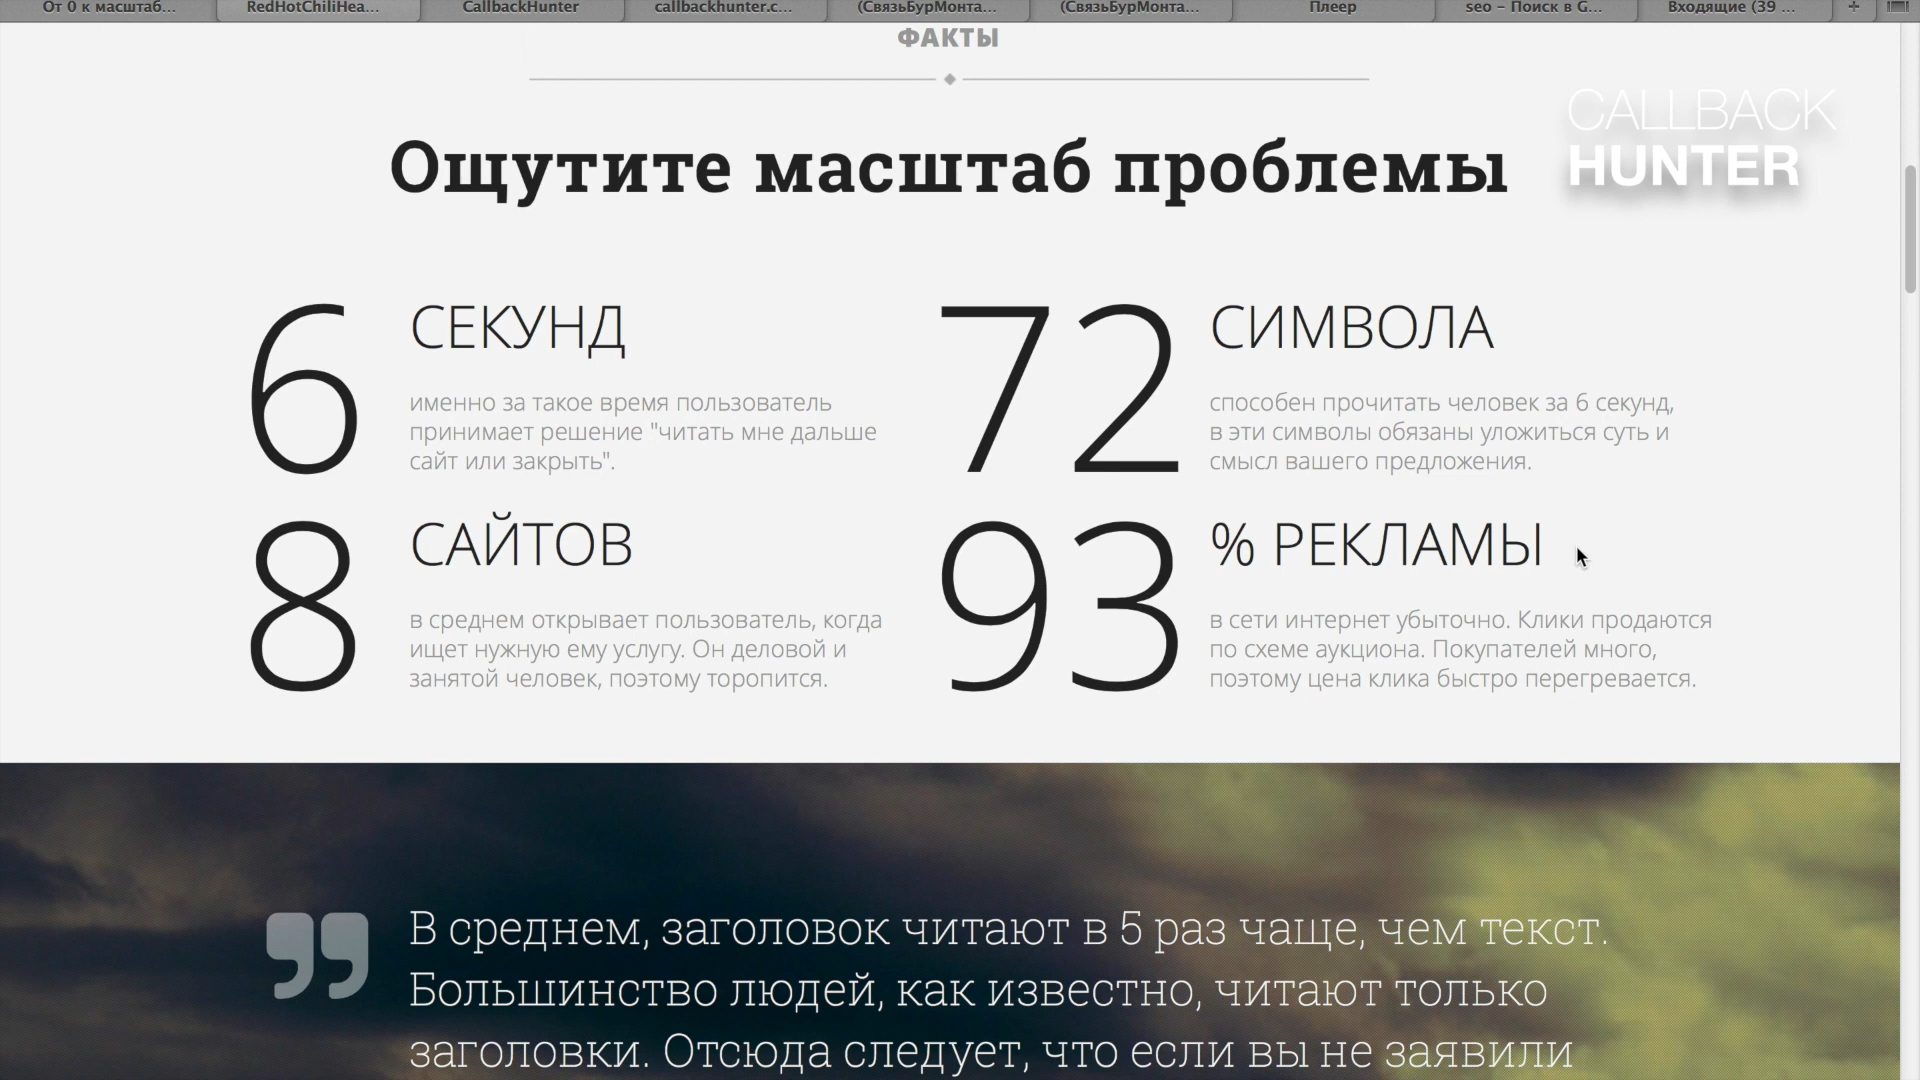 От 0 к масштаб...
RedHotChiliHea...
CallbackHunter
callbackhunter.c...
(СвязьБурМонта...
(СвязьБурМонта...
Плеер
seo – Поиск в G...
Входящие (39 ...
ФАКТЫ
CALLBACK
HUNTER
Ощутите масштаб проблемы
6 СЕКУНД
именно за такое время пользователь
принимает решение "читать мне дальше
сайт или закрыть".
72 СИМВОЛА
способен прочитать человек за 6 секунд,
в эти символы обязаны уложиться суть и
смысл вашего предложения.
8 САЙТОВ
в среднем открывает пользователь, когда
ищет нужную ему услугу. Он деловой и
занятой человек, поэтому торопится.
93 % РЕКЛАМЫ
в сети интернет убыточно. Клики продаются
по схеме аукциона. Покупателей много,
поэтому цена клика быстро перегревается.
В среднем, заголовок читают в 5 раз чаще, чем текст.
Большинство людей, как известно, читают только
заголовки. Отсюда следует, что если вы не заявили